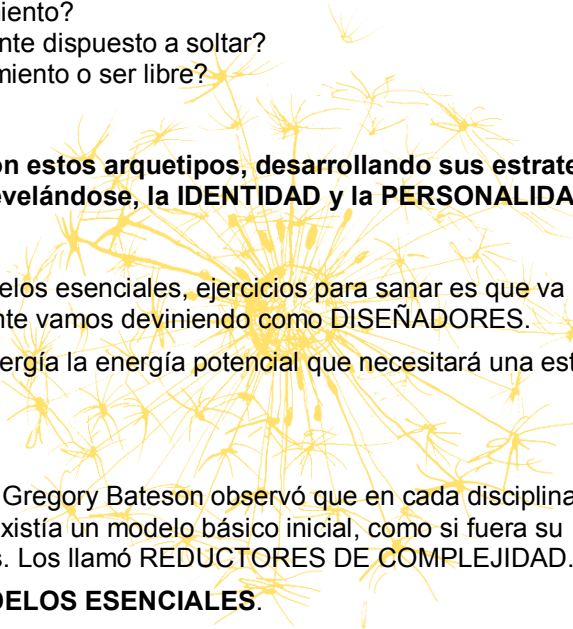 miento?
nte dispuesto a soltar?
miento o ser libre?
on estos arquetipos, desarrollando sus estrate
evelándose, la IDENTIDAD y la PERSONALIDA
elos esenciales, ejercicios para sanar es que va
nte vamos deviniendo como DISEÑADORES.
ergía la energía potencial que necesitará una est
Gregory Bateson observó que en cada disciplina
xistía un modelo básico inicial, como si fuera su
s. Los llamó REDUCTORES DE COMPLEJIDAD.
DELOS ESENCIALES.